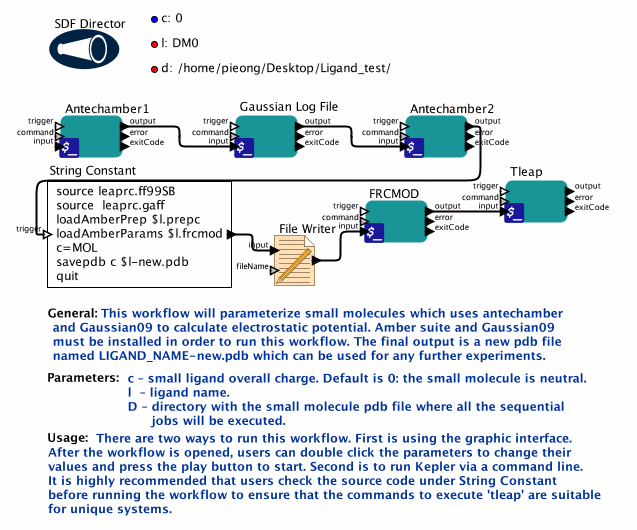 SDF Director
c: 0
l: DM0
d: /home/pieong/Desktop/Ligand_test/
Antechamber1
trigger
command
input
output
error
exitCode
$_
Gaussian Log File
$_
Antechamber2
trigger
command
input
output
error
exitCode
$_
String Constant
trigger
source leaprc.ff99SB
source leaprc.gaff
loadAmberPrep $l.prepc
loadAmberParams $l.frcmod
c=MOL
savepdb c $l-new.pdb
quit
File Writer
input
fileName
FRCMOD
trigger
command
input
output
error
exitCode
$_
Tleap
trigger
command
input
output
error
exitCode
$_
General: This workflow will parameterize small molecules which uses antechamber
and Gaussian09 to calculate electrostatic potential. Amber suite and Gaussian09
must be installed in order to run this workflow. The final output is a new pdb file
named LIGAND_NAME-new.pdb which can be used for any further experiments.
Parameters: c – small ligand overall charge. Default is 0: the small molecule is neutral.
l – ligand name.
D – directory with the small molecule pdb file where all the sequential
jobs will be executed.
Usage: There are two ways to run this workflow. First is using the graphic interface.
After the workflow is opened, users can double click the parameters to change their
values and press the play button to start. Second is to run Kepler via a command line.
It is highly recommended that users check the source code under String Constant
before running the workflow to ensure that the commands to execute 'tleap' are suitable
for unique systems.